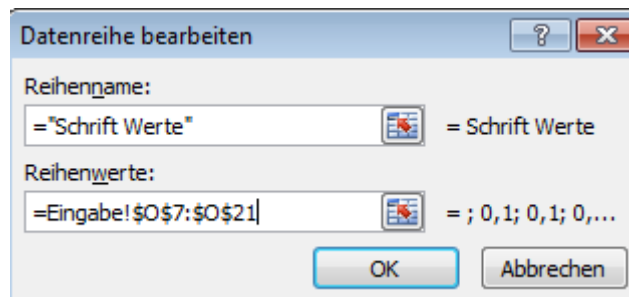 Datenreihe bearbeiten
Reihenname:
="Schrift Werte" = Schrift Werte
Reihenwerte:
=Eingabe!$O$7:$O$21 = ; 0,1; 0,1; 0,...
OK Abbrechen